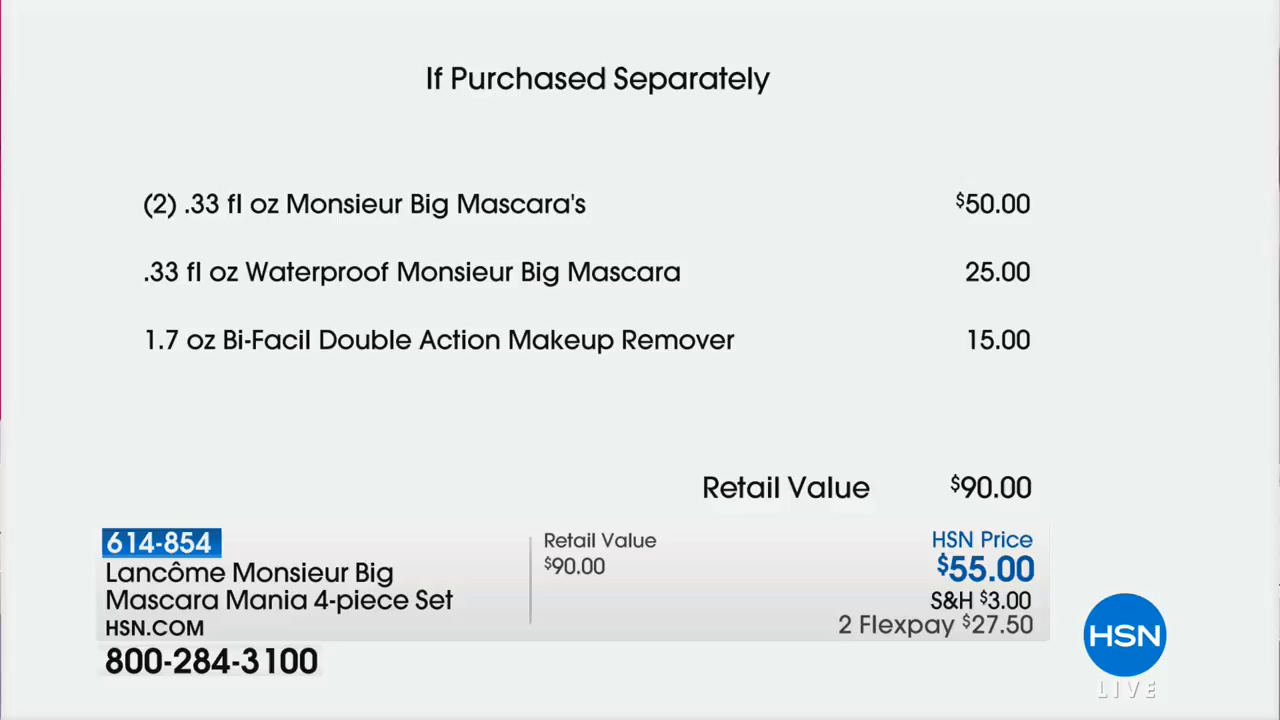 If Purchased Separately
(2) .33 fl oz Monsieur Big Mascara's $50.00
.33 fl oz Waterproof Monsieur Big Mascara 25.00
1.7 oz Bi-Facil Double Action Makeup Remover 15.00
Retail Value $90.00
614-854
Lancôme Monsieur Big
Mascara Mania 4-piece Set
HSN.COM
800-284-3100
Retail Value
$90.00
HSN Price
$55.00
S&H $3.00
2 Flexpay $27.50
HSN
LIVE